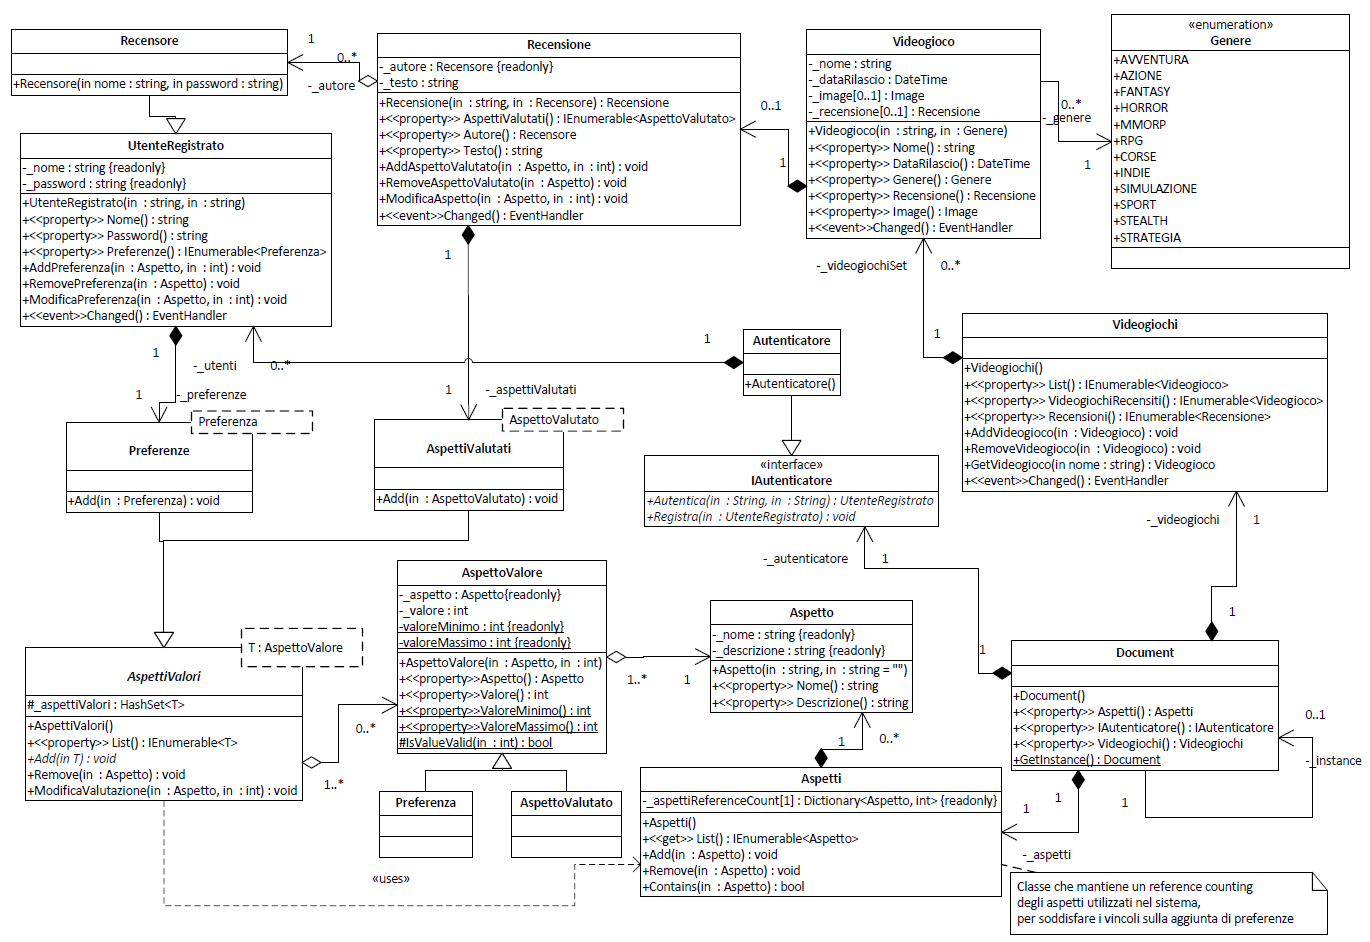 Recensore
+Recensore(in nome : string, in password : string)
1
0..*
-_autore
Recensione
-_autore : Recensore {readonly}
-_testo : string
+Recensione(in  : string, in  : Recensore) : Recensione
+<<property>> AspettiValutati() : IEnumerable<AspettoValutato>
+<<property>> Autore() : Recensore
+<<property>> Testo() : string
+AddAspettoValutato(in  : Aspetto, in  : int) : void
+RemoveAspettoValutato(in  : Aspetto) : void
+ModificaAspetto(in  : Aspetto, in  : int) : void
+<<event>>Changed() : EventHandler
0..1
1
Videogioco
-_nome : string
-_dataRilascio : DateTime
-_image[0..1] : Image
-_recensione[0..1] : Recensione
+Videogioco(in  : string, in  : Genere)
+<<property>> Nome() : string
+<<property>> DataRilascio() : DateTime
+<<property>> Genere() : Genere
+<<property>> Recensione() : Recensione
+<<property>> Image() : Image
+<<event>>Changed() : EventHandler
0..*
-_genere
1
«enumeration»
Genere
+AVVENTURA
+AZIONE
+FANTASY
+HORROR
+MMORP
+RPG
+CORSE
+INDIE
+SIMULAZIONE
+SPORT
+STEALTH
+STRATEGIA
UtenteRegistrato
-_nome : string {readonly}
-_password : string {readonly}
+UtenteRegistrato(in  : string, in  : string)
+<<property>> Nome() : string
+<<property>> Password() : string
+<<property>> Preferenze() : IEnumerable<Preferenza>
+AddPreferenza(in  : Aspetto, in  : int) : void
+RemovePreferenza(in  : Aspetto) : void
+ModificaPreferenza(in  : Aspetto, in  : int) : void
+<<event>>Changed() : EventHandler
1
-_videogiochiSet
0..*
1
-_utenti
0..*
1
1
-_preferenze
1
-_aspettiValutati
1
Autenticatore
+Autenticatore()
Videogiochi
+Videogiochi()
+<<property>> List() : IEnumerable<Videogioco>
+<<property>> VideogiochiRecensiti() : IEnumerable<Videogioco>
+<<property>> Recensioni() : IEnumerable<Recensione>
+AddVideogioco(in  : Videogioco) : void
+RemoveVideogioco(in  : Videogioco) : void
+GetVideogioco(in nome : string) : Videogioco
+<<event>>Changed() : EventHandler
Preferenza
Preferenze
+Add(in  : Preferenza) : void
AspettoValutato
AspettiValutati
+Add(in  : AspettoValutato) : void
«interface»
IAutenticatore
+Autentica(in  : String, in  : String) : UtenteRegistrato
+Registra(in  : UtenteRegistrato) : void
-_videogiochi
1
-_autenticatore
1
AspettoValore
-_aspetto : Aspetto{readonly}
-_valore : int
-valoreMinimo : int {readonly}
-valoreMassimo : int {readonly}
+AspettoValore(in  : Aspetto, in  : int)
+<<property>>Aspetto() : Aspetto
+<<property>>Valore() : int
+<<property>>ValoreMinimo() : int
+<<property>>ValoreMassimo() : int
#IsValueValid(in  : int) : bool
1..*
1
Aspetto
-_nome : string {readonly}
-_descrizione : string {readonly}
+Aspetto(in  : string, in  : string = "")
+<<property>> Nome() : string
+<<property>> Descrizione() : string
1
1
Document
+Document()
+<<property>> Aspetti() : Aspetti
+<<property>> IAutenticatore : IAutenticatore
+<<property>> Videogiochi() : Videogiochi
+GetInstance() : Document
0..1
-_instance
1
T : AspettoValore
AspettiValori
#_aspettiValori : HashSet<T>
+AspettiValori()
+<<property>> List() : IEnumerable<T>
+Add(in T) : void
+Remove(in  : Aspetto) : void
+ModificaValutazione(in  : Aspetto, in  : int) : void
0..*
1..*
Preferenza
AspettoValutato
1
0..*
Aspetti
-_aspettiReferenceCount[1] : Dictionary<Aspetto, int> {readonly}
+Aspetti()
+<<get>> List() : IEnumerable<Aspetto>
+Add(in  : Aspetto) : void
+Remove(in  : Aspetto) : void
+Contains(in  : Aspetto) : bool
1
1
-_aspetti
«uses»
Classe che mantiene un reference counting
degli aspetti utilizzati nel sistema,
per soddisfare i vincoli sulla aggiunta di preferenze